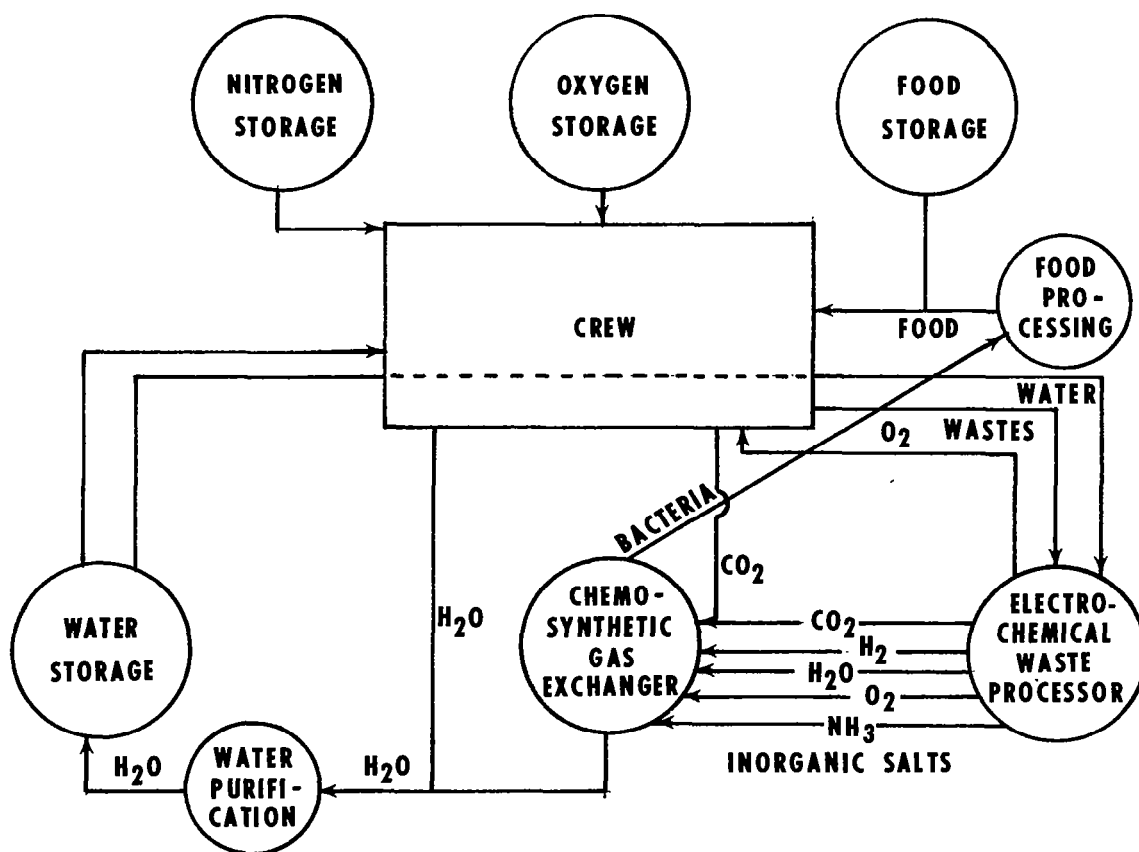 NITROGEN
STORAGE
OXYGEN
STORAGE
FOOD
STORAGE
FOOD
PRO-
CESSING
CREW
FOOD
WATER
O2 WASTES
BACTERIA
CO2
H2O
WATER
STORAGE
CHEMO-
SYNTHETIC
GAS
EXCHANGER
CO2
H2
H2O
O2
NH3
INORGANIC SALTS
ELECTRO-
CHEMICAL
WASTE
PROCESSOR
H2O
WATER
PURIFI-
CATION
H2O